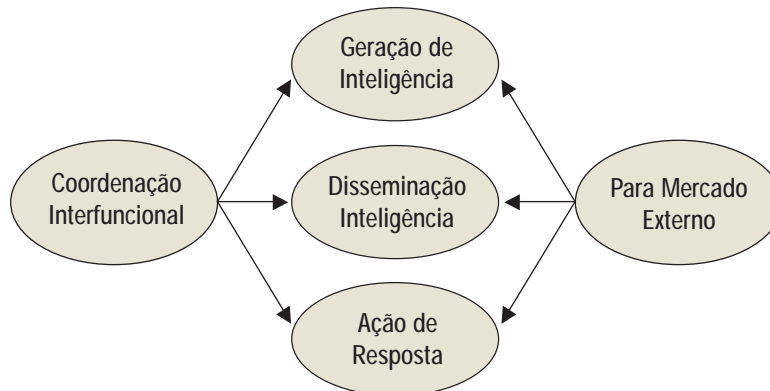 Geração de
Inteligência
Coordenação
Interfuncional
Disseminação
Inteligência
Para Mercado
Externo
Ação de
Resposta